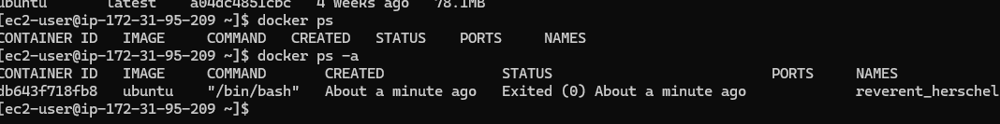 ubuntu latest a04dc4851cbc 4 weeks ago 78.1MB
[ec2-user@ip-172-31-95-209 ~]$ docker ps
CONTAINER ID IMAGE COMMAND CREATED STATUS PORTS NAMES
[ec2-user@ip-172-31-95-209 ~]$ docker ps -a
CONTAINER ID IMAGE COMMAND CREATED STATUS PORTS NAMES
db643f718fb8 ubuntu "/bin/bash" About a minute ago Exited (0) About a minute ago reverent_herschel
[ec2-user@ip-172-31-95-209 ~]$